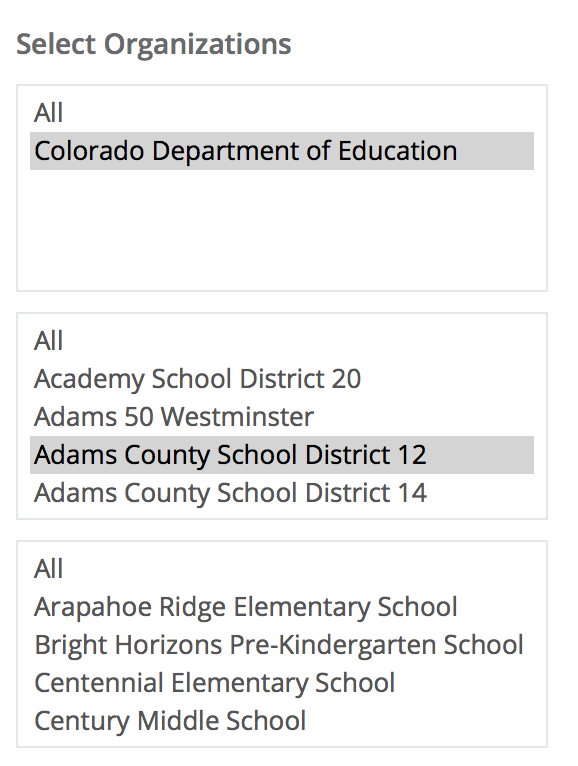 Select Organizations
All
Colorado Department of Education
All
Academy School District 20
Adams 50 Westminster
Adams County School District 12
Adams County School District 14
All
Arapahoe Ridge Elementary School
Bright Horizons Pre-Kindergarten School
Centennial Elementary School
Century Middle School